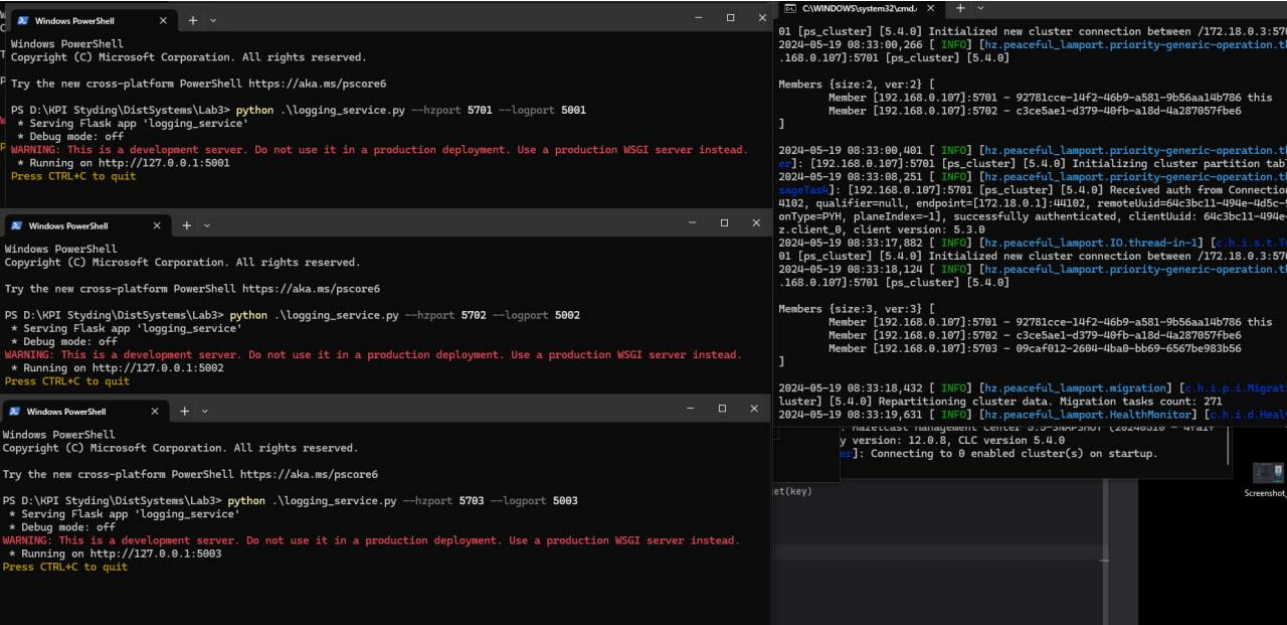 Windows PowerShell
Windows PowerShell
Copyright (C) Microsoft Corporation. All rights reserved.
Try the new cross-platform PowerShell https://aka.ms/pscore6
PS D:\KPI Styding\DistSystems\Lab3> python .\logging_service.py --hzport 5701 --logport 5001
* Serving Flask app 'logging_service'
* Debug mode: off
WARNING: This is a development server. Do not use it in a production deployment. Use a production WSGI server instead.
* Running on http://127.0.0.1:5001
Press CTRL+C to quit
Windows PowerShell
Windows PowerShell
Copyright (C) Microsoft Corporation. All rights reserved.
Try the new cross-platform PowerShell https://aka.ms/pscore6
PS D:\KPI Styding\DistSystems\Lab3> python .\logging_service.py --hzport 5702 --logport 5002
* Serving Flask app 'logging_service'
* Debug mode: off
WARNING: This is a development server. Do not use it in a production deployment. Use a production WSGI server instead.
* Running on http://127.0.0.1:5002
Press CTRL+C to quit
Windows PowerShell
Windows PowerShell
Copyright (C) Microsoft Corporation. All rights reserved.
Try the new cross-platform PowerShell https://aka.ms/pscore6
PS D:\KPI Styding\DistSystems\Lab3> python .\logging_service.py --hzport 5703 --logport 5003
* Serving Flask app 'logging_service'
* Debug mode: off
WARNING: This is a development server. Do not use it in a production deployment. Use a production WSGI server instead.
* Running on http://127.0.0.1:5003
Press CTRL+C to quit
C:\WINDOWS\system32\cmd.
01 [ps_cluster] [5.4.0] Initialized new cluster connection between /172.18.0.3:570
2024-05-19 08:33:00,266 [ INFO] [hz.peaceful_lamport.priority-generic-operation.th
.168.0.107]:5701 [ps_cluster] [5.4.0]
Members {size:2, ver:2} [
Member [192.168.0.107]:5701 - 92781cce-14f2-46b9-a581-9b56aa14b786 this
Member [192.168.0.107]:5702 - c3ce5ae1-d379-40fb-a18d-4a287057fbe6
]
2024-05-19 08:33:00,401 [ INFO] [hz.peaceful_lamport.priority-generic-operation.th
er]: [192.168.0.107]:5701 [ps_cluster] [5.4.0] Initializing cluster partition tabl
2024-05-19 08:33:08,251 [ INFO] [hz.peaceful_lamport.priority-generic-operation.th
sageTask]: [192.168.0.107]:5701 [ps_cluster] [5.4.0] Received auth from Connection
4102, qualifier=null, endpoint=[172.18.0.1]:44102, remoteUuid=64c3bc11-494e-4d5c-9
onType=PYH, planeIndex=-1], successfully authenticated, clientUuid: 64c3bc11-494e-
z.client_0, client version: 5.3.0
2024-05-19 08:33:17,882 [ INFO] [hz.peaceful_lamport.IO.thread-in-1] [c.h.i.s.t.Tc
01 [ps_cluster] [5.4.0] Initialized new cluster connection between /172.18.0.3:570
2024-05-19 08:33:18,124 [ INFO] [hz.peaceful_lamport.priority-generic-operation.th
.168.0.107]:5701 [ps_cluster] [5.4.0]
Members {size:3, ver:3} [
Member [192.168.0.107]:5701 - 92781cce-14f2-46b9-a581-9b56aa14b786 this
Member [192.168.0.107]:5702 - c3ce5ae1-d379-40fb-a18d-4a287057fbe6
Member [192.168.0.107]:5703 - 09caf012-2604-4ba0-bb69-6567be983b56
]
2024-05-19 08:33:18,432 [ INFO] [hz.peaceful_lamport.migration] [c.h.i.p.i.Migrati
luster] [5.4.0] Repartitioning cluster data. Migration tasks count: 271
2024-05-19 08:33:19,631 [ INFO] [hz.peaceful_lamport.HealthMonitor] [c.h.i.d.Healt
y version: 12.0.8, CLC version 5.4.0
er]: Connecting to 0 enabled cluster(s) on startup.
et(key)
Screenshot